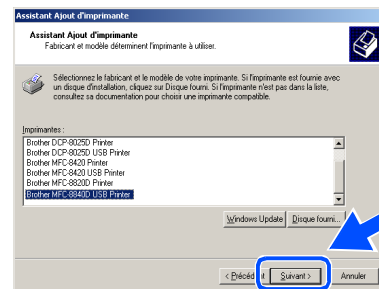 Assistant Ajout d'imprimante
Assistant Ajout d'imprimante
Fabricant et modèle déterminent l'imprimante à utiliser.
Sélectionnez le fabricant et le modèle de votre imprimante. Si l'imprimante est fournie avec
un disque d'installation, cliquez sur Disque fourni. Si l'imprimante n'est pas dans la liste,
consultez sa documentation pour choisir une imprimante compatible.
Imprimantes :
Brother DCP-8025D Printer
Brother DCP-8025D USB Printer
Brother MFC-8420 Printer
Brother MFC-8420 USB Printer
Brother MFC-8820D Printer
Brother MFC-8840D USB Printer
Windows Update Disque fourni...
< Précédent Suivant > Annuler